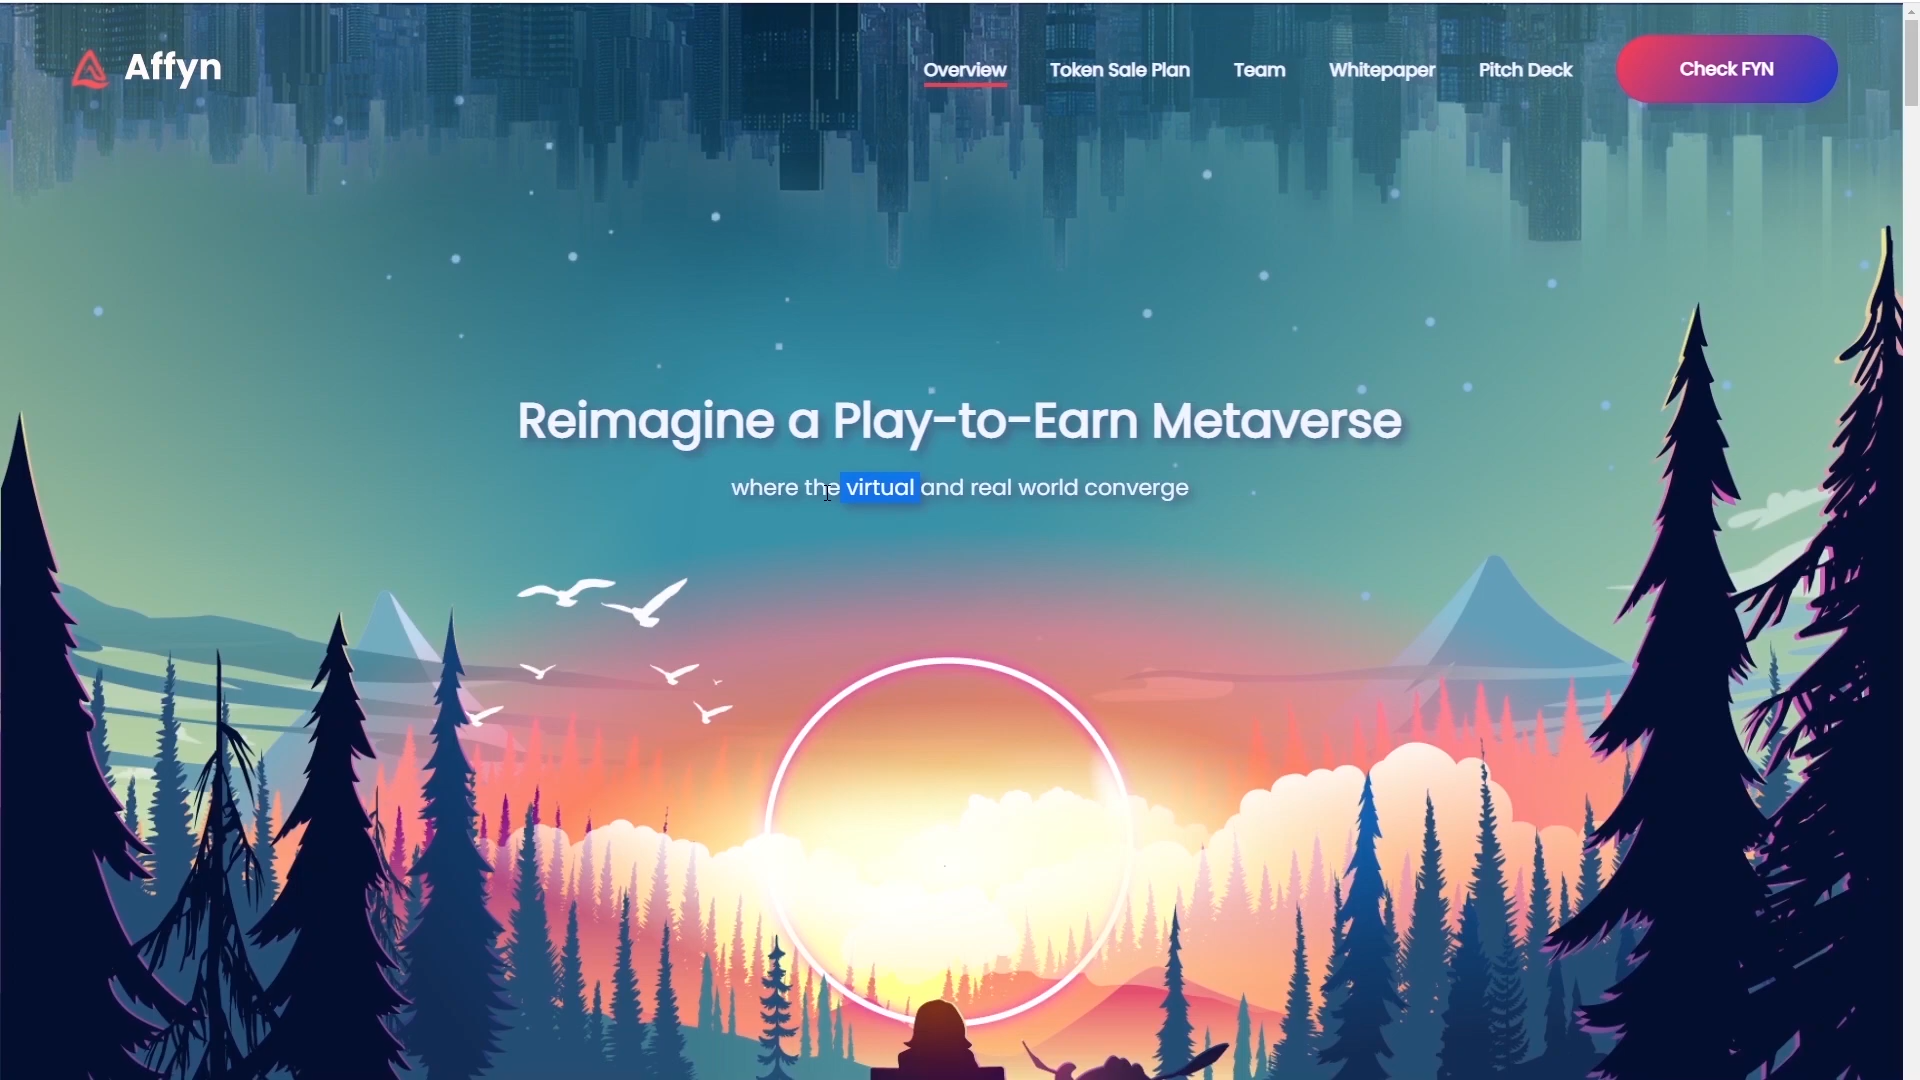 Affyn
Overview
Token Sale Plan
Team
Whitepaper
Pitch Deck
Check FYN
Reimagine a Play-to-Earn Metaverse
where the virtual and real world converge